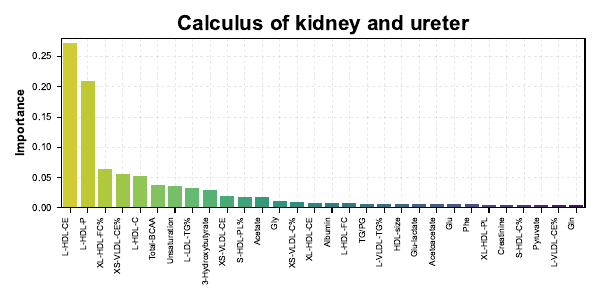 Calculus of kidney and ureter
Importance
0.25
0.20
0.15
0.10
0.05
0.00
L-HDL-CE
L-HDL-P
XL-HDL-FC%
XS-VLDL-CE%
L-HDL-C
Total-BCAA
Unsaturation
L-LDL-TG%
3-Hydroxybutyrate
XS-VLDL-CE
S-HDL-PL%
Acetate
Gly
XS-VLDL-C%
XL-HDL-CE
Albumin
L-HDL-FC
TG/PG
L-VLDL-TG%
HDL-size
Glu-lactate
Acetoacetate
Glu
Phe
XL-HDL-PL
Creatinine
S-HDL-C%
Pyruvate
L-VLDL-CE%
Gln